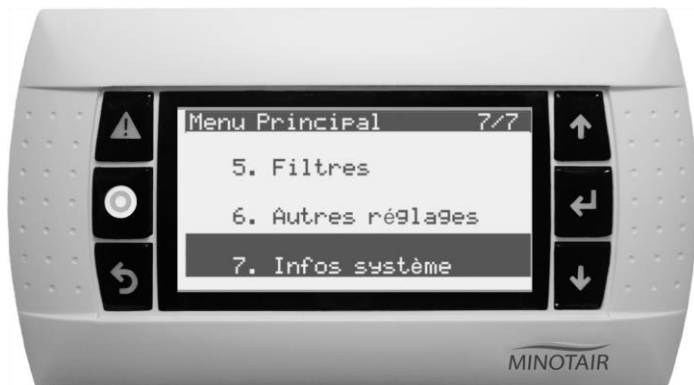 Menu Principal 7/7
5. Filtres
6. Autres réglages
7. Infos système
MINOTAIR